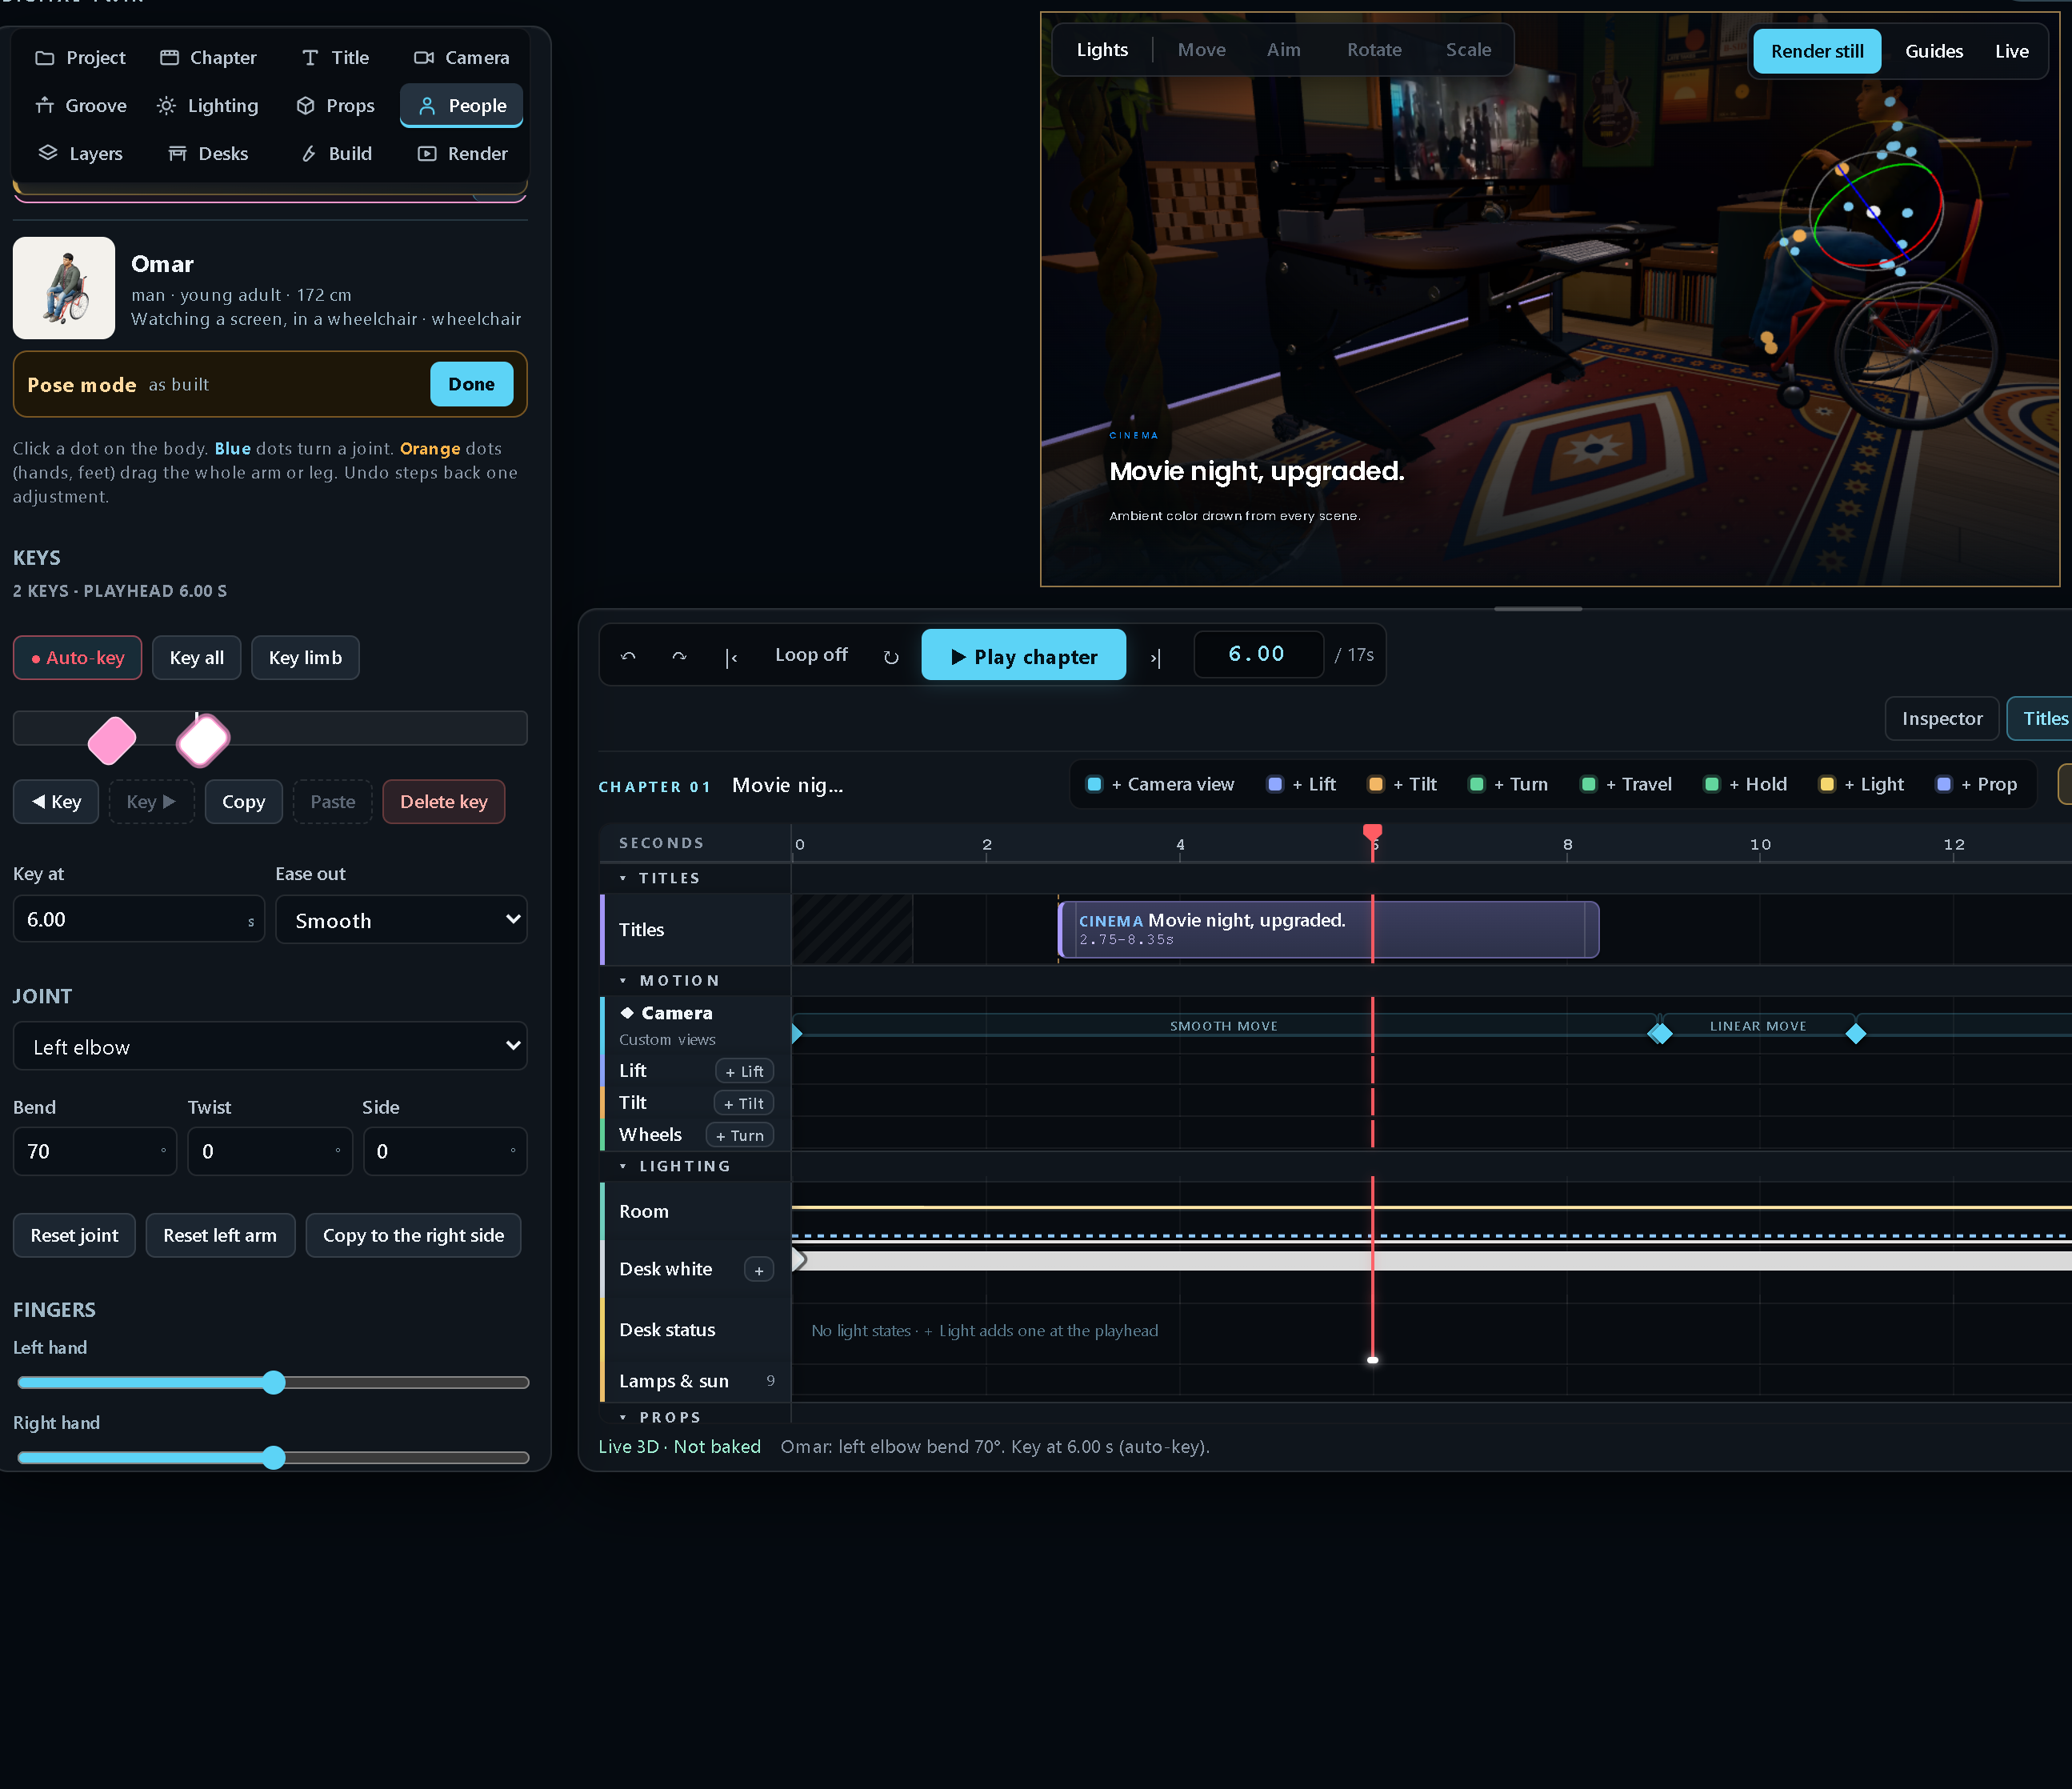 Project
Chapter
Title
Camera
Groove
Lighting
Props
People
Layers
Desks
Build
Render
Omar
man · young adult · 172 cm
Watching a screen, in a wheelchair · wheelchair
Pose mode as built
Done
Click a dot on the body. Blue dots turn a joint. Orange dots
(hands, feet) drag the whole arm or leg. Undo steps back one
adjustment.
KEYS
2 KEYS · PLAYHEAD 6.00 S
● Auto-key
Key all
Key limb
◀ Key
Key ▶
Copy
Paste
Delete key
Key at
Ease out
6.00 s
Smooth
JOINT
Left elbow
Bend
Twist
Side
70 °
0 °
0 °
Reset joint
Reset left arm
Copy to the right side
FINGERS
Left hand
Right hand
Lights
Move
Aim
Rotate
Scale
Render still
Guides
Live
CINEMA
Movie night, upgraded.
Ambient color drawn from every scene.
Loop off
▶ Play chapter
6.00 / 17s
Inspector
Titles
CHAPTER 01 Movie nig...
+ Camera view
+ Lift
+ Tilt
+ Turn
+ Travel
+ Hold
+ Light
+ Prop
SECONDS
0 2 4 6 8 10 12
▾ TITLES
Titles
CINEMA Movie night, upgraded.
2.75–8.35s
▾ MOTION
◆ Camera
Custom views
SMOOTH MOVE
LINEAR MOVE
Lift + Lift
Tilt + Tilt
Wheels + Turn
▾ LIGHTING
Room
Desk white +
Desk status
No light states · + Light adds one at the playhead
Lamps & sun 9
▾ PROPS
Live 3D · Not baked Omar: left elbow bend 70°. Key at 6.00 s (auto-key).